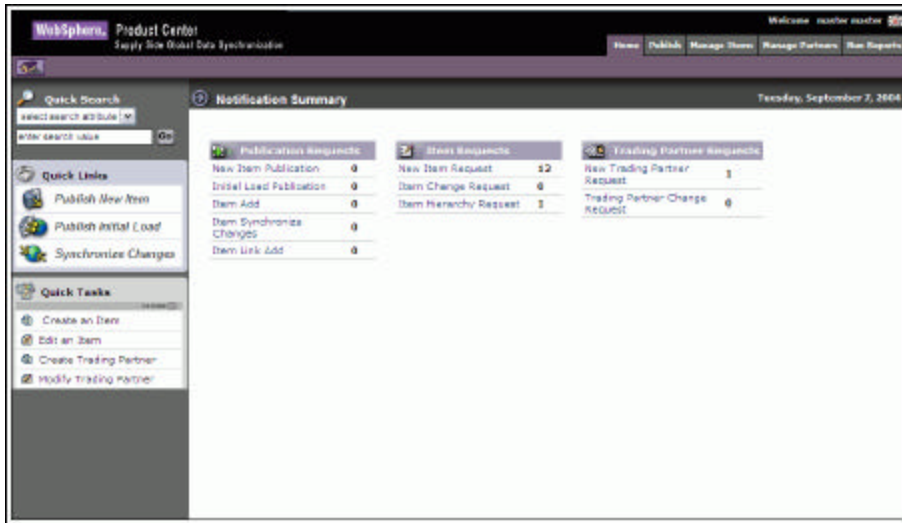 WebSphere. Product Center
Supply Side Global Data Synchronization
Welcome master master
Home Publish Manage Items Manage Partners Run Reports
Quick Search
select search attribute
enter search value Go
Notification Summary
Tuesday, September 7, 2004
Quick Links
Publish New Item
Publish Initial Load
Synchronize Changes
Quick Tasks
Create an Item
Edit an Item
Create Trading Partner
Modify Trading Partner
Publication Requests
New Item Publication 0
Initial Load Publication 0
Item Add 0
Item Synchronize
Changes 0
Item Link Add 0
Item Requests
New Item Request
Item Change Request 0
Item Hierarchy Request 1
Trading Partner Requests
New Trading Partner
Request 1
Trading Partner Change
Request 0